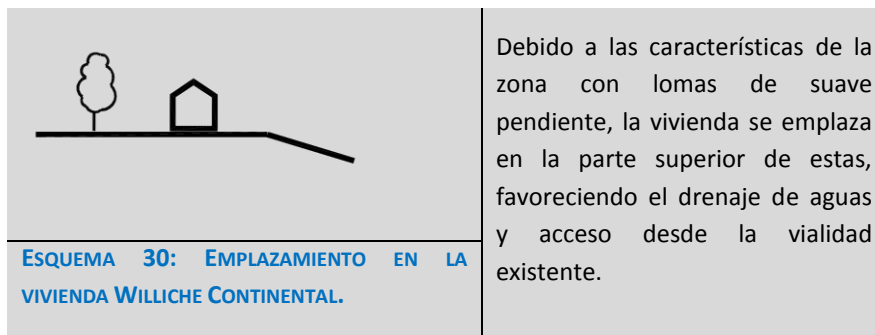 Debido a las características de la
zona con lomas de suave
pendiente, la vivienda se emplaza
en la parte superior de estas,
favoreciendo el drenaje de aguas
y acceso desde la vialidad
existente.
ESQUEMA 30: EMPLAZAMIENTO EN LA
VIVIENDA WILLICHE CONTINENTAL.